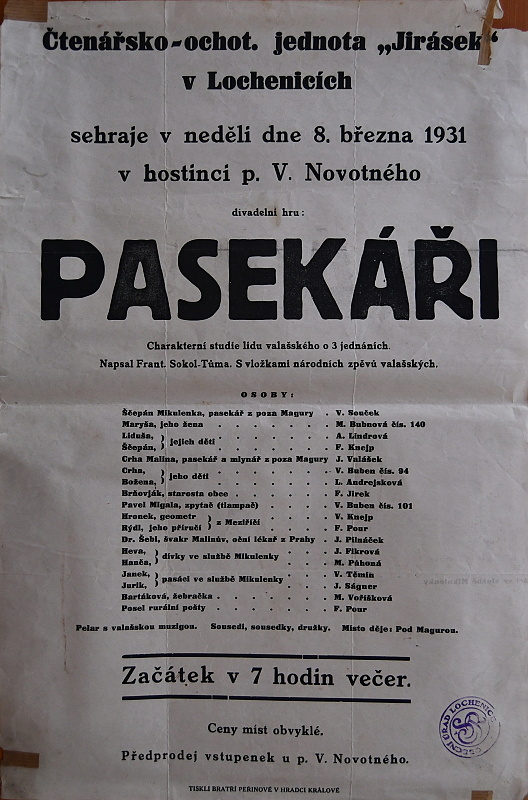 Čtenářsko-ochot. jednota „Jirásek“
v Lochenicích
sehraje v neděli dne 8. března 1931
v hostinci p. V. Novotného
divadelní hru:
PASEKÁŘI
Charakterní studie lidu valašského o 3 jednáních.
Napsal Frant. Sokol-Tůma. S vložkami národních zpěvů valašských.
OSOBY:
Ščepán Mikulenka, pasekář z poza Magury . V. Souček
Maryša, jeho žena . . . . . . . M. Bubnová čís. 140
Liduša, } jejich děti . . . . . . A. Lindrová
Ščepán, } F. Knejp
Crha Malina, pasekář a mlynář z poza Magury J. Valášek
Crha, } jeho děti . . . . . . V. Buben čís. 94
Božena, } L. Andrejsková
Brňovják, starosta obce . . . . . F. Jirek
Pavel Migala, zpytač (tlampač) . . . . V. Buben čís. 101
Hronek, geometr } z Meziříčí . . . V. Knejp
Rýdl, jeho příručí } F. Pour
Dr. Šebl, švakr Malinův, oční lékař z Prahy . J. Pilnáček
Heva, } dívky ve službě Mikulenky . . . J. Fikrová
Hanča, } M. Půhoná
Janek, } pasáci ve službě Mikulenky . . . V. Těmín
Jurík, } J. Ságner
Bartáková, žebračka . . . . . . M. Voříšková
Posel rurální pošty . . . . . . F. Pour
Pelar s valašskou muzigou. Sousedi, sousedky, družky. Místo děje: Pod Magurou.
Začátek v 7 hodin večer.
Ceny míst obvyklé.
Předprodej vstupenek u p. V. Novotného.
OBECNÍ ÚŘAD LOCHENICE
TISKLI BRATŘI PEŘINOVÉ V HRADCI KRÁLOVÉ